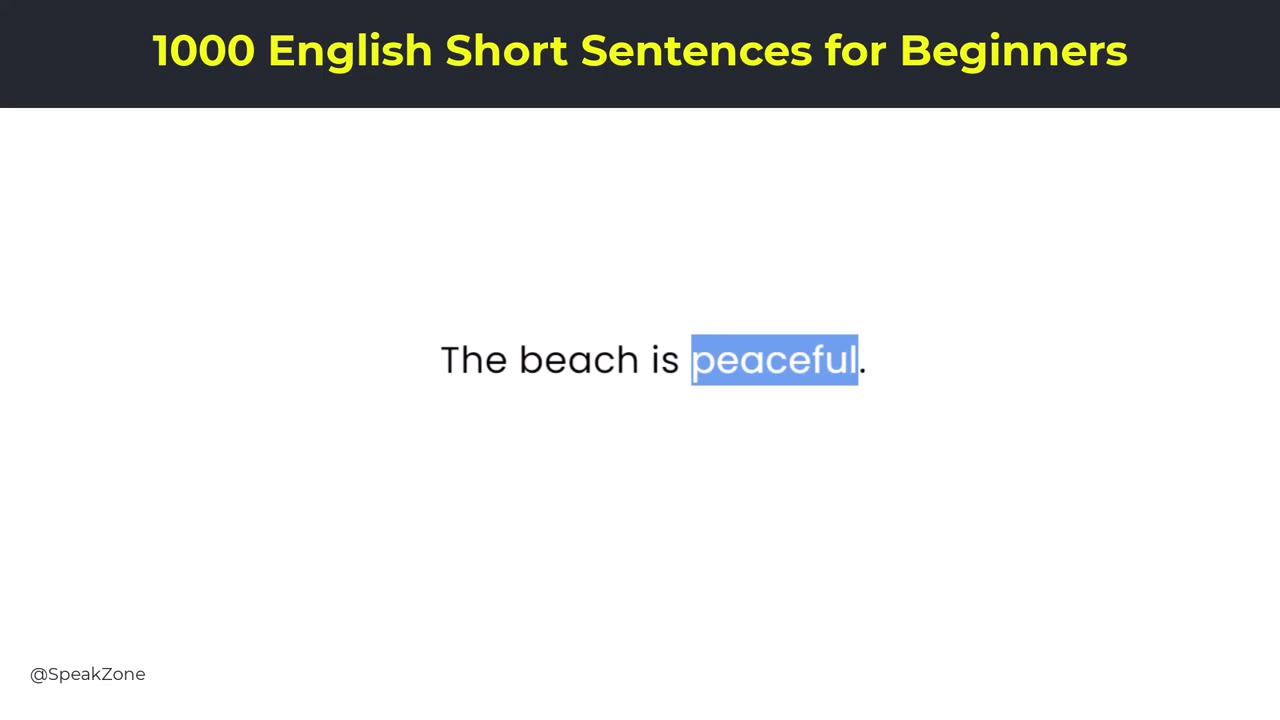 1000 English Short Sentences for Beginners
The beach is peaceful.
@SpeakZone